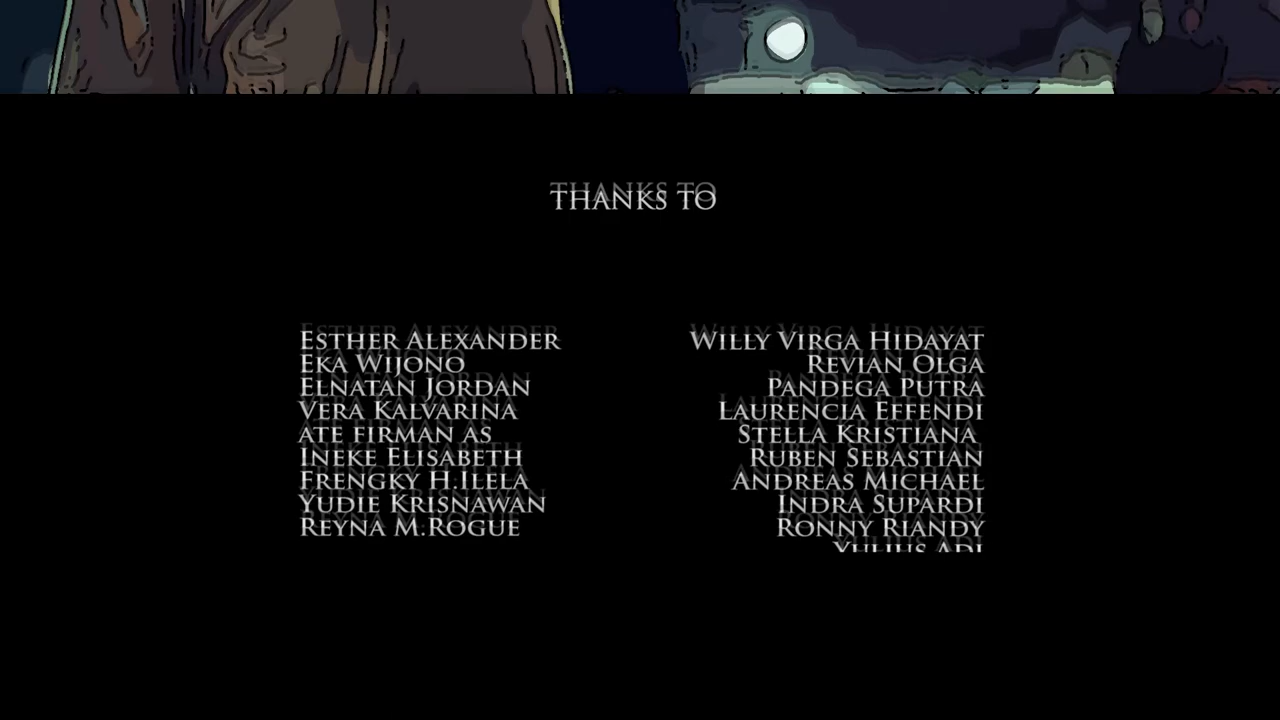 THANKS TO
ESTHER ALEXANDER
EKA WIJONO
ELNATAN JORDAN
VERA KALVARINA
ATE FIRMAN AS
INEKE ELISABETH
FRENGKY H.ILELA
YUDIE KRISNAWAN
REYNA M.ROGUE
WILLY VIRGA HIDAYAT
REVIAN OLGA
PANDEGA PUTRA
LAURENCIA EFFENDI
STELLA KRISTIANA
RUBEN SEBASTIAN
ANDREAS MICHAEL
INDRA SUPARDI
RONNY RIANDY
YULIUS ADI